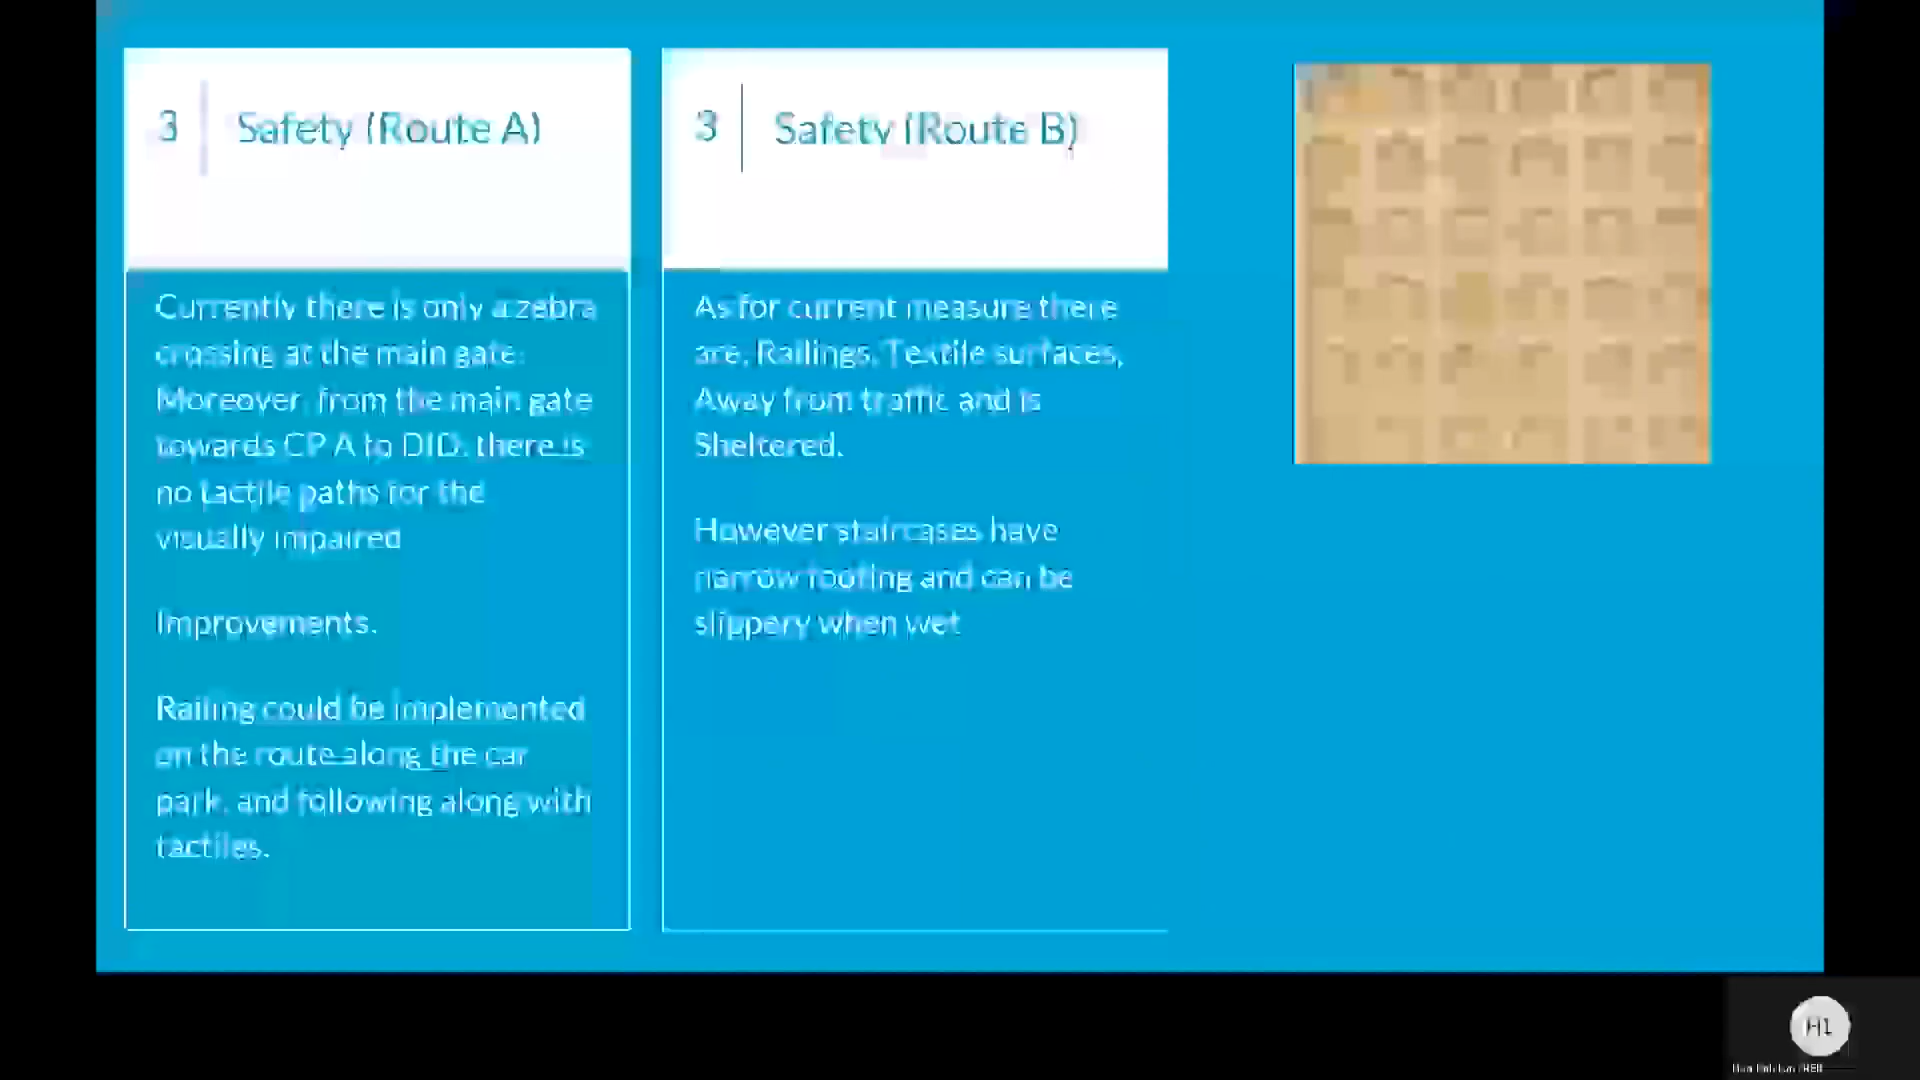 3 Safety (Route A)
Currently there is only a zebra
crossing at the main gate.
Moreover, from the main gate
towards CP A to DID, there is
no tactile paths for the
visually impaired
Improvements.
Railing could be implemented
on the route along the car
park, and following along with
tactiles.
3 Safety (Route B)
As for current measure there
are, Railings, Textile surfaces,
Away from traffic and is
Sheltered.
However staircases have
narrow footing and can be
slippery when wet
H1